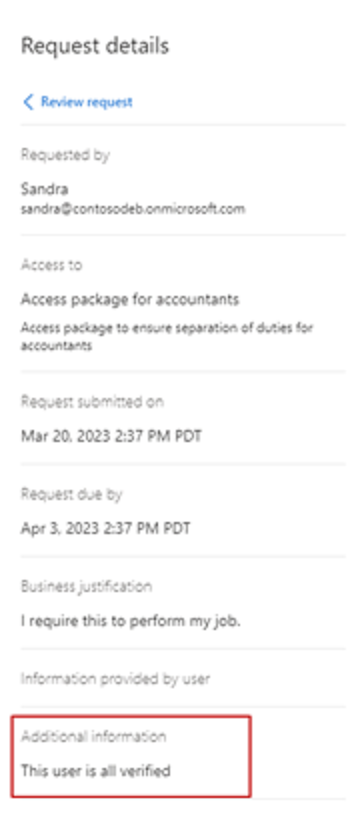 Request details
Review request
Requested by
Sandra
sandra@contosodeb.onmicrosoft.com
Access to
Access package for accountants
Access package to ensure separation of duties for
accountants
Request submitted on
Mar 20, 2023 2:37 PM PDT
Request due by
Apr 3, 2023 2:37 PM PDT
Business justification
I require this to perform my job.
Information provided by user
Additional information
This user is all verified